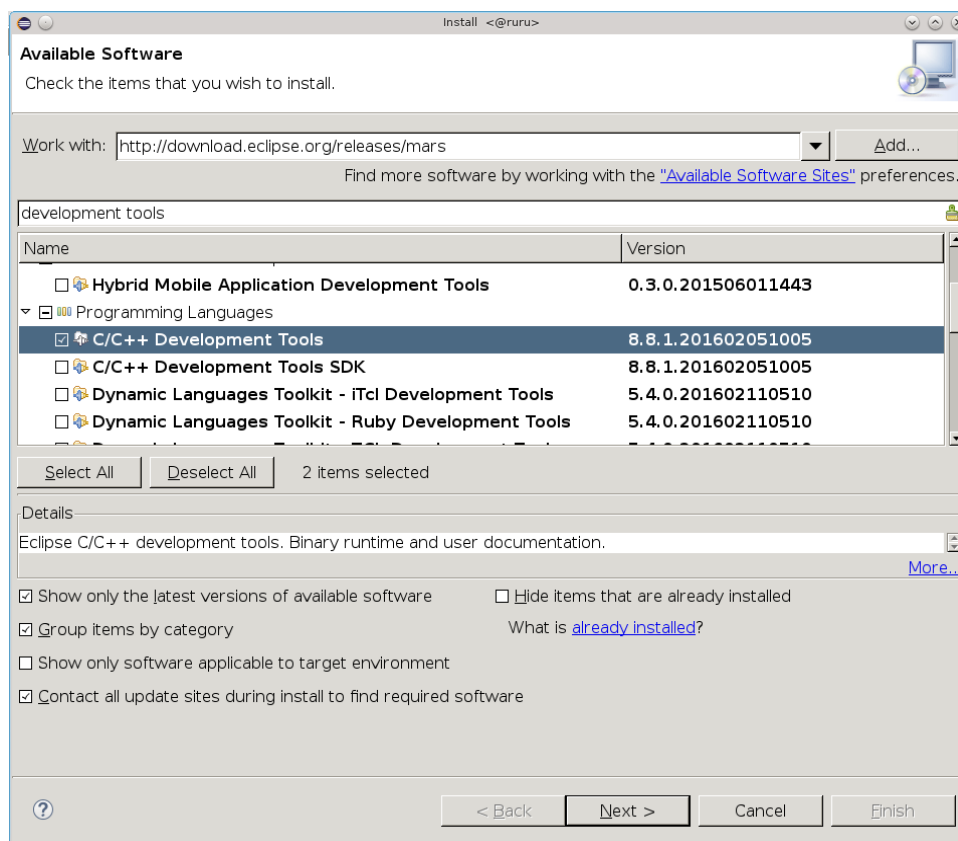 Install <@ruru>
Available Software
Check the items that you wish to install.
Work with: http://download.eclipse.org/releases/mars Add...
Find more software by working with the "Available Software Sites" preferences.
development tools
Name Version
Hybrid Mobile Application Development Tools 0.3.0.201506011443
Programming Languages
C/C++ Development Tools 8.8.1.201602051005
C/C++ Development Tools SDK 8.8.1.201602051005
Dynamic Languages Toolkit - iTcl Development Tools 5.4.0.201602110510
Dynamic Languages Toolkit - Ruby Development Tools 5.4.0.201602110510
Select All Deselect All 2 items selected
Details
Eclipse C/C++ development tools. Binary runtime and user documentation.
More..
Show only the latest versions of available software Hide items that are already installed
Group items by category What is already installed?
Show only software applicable to target environment
Contact all update sites during install to find required software
? < Back Next > Cancel Finish